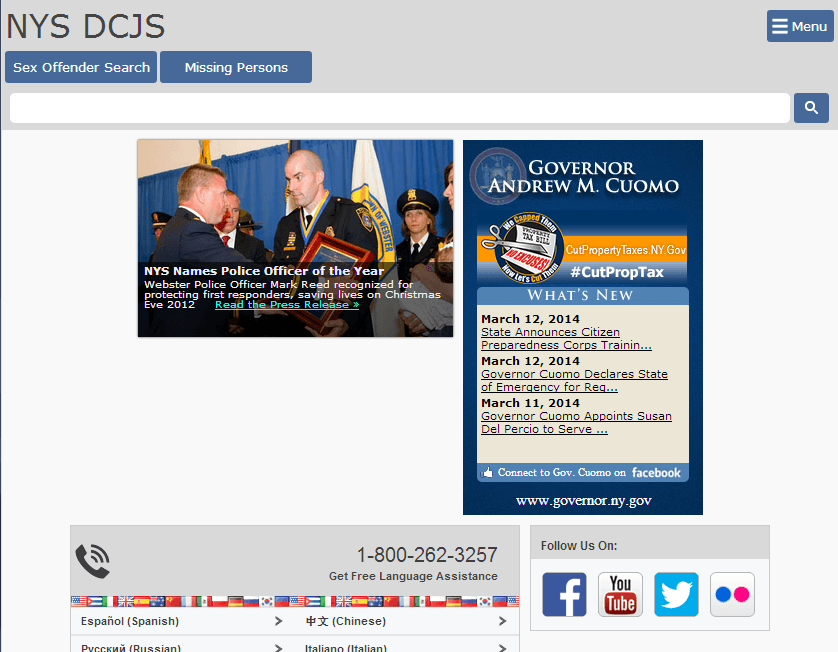 NYS DCJS
Menu
Sex Offender Search
Missing Persons
NYS Names Police Officer of the Year
Webster Police Officer Mark Reed recognized for
protecting first responders, saving lives on Christmas
Eve 2012 Read the Press Release »
GOVERNOR
ANDREW M. CUOMO
We Capped Them
PROPERTY
TAX BILL
NO EXCUSES!
Now Let's Cut Them
CutPropertyTaxes.NY.Gov
#CutPropTax
WHAT'S NEW
March 12, 2014
State Announces Citizen
Preparedness Corps Trainin...
March 12, 2014
Governor Cuomo Declares State
of Emergency for Reg...
March 11, 2014
Governor Cuomo Appoints Susan
Del Percio to Serve ...
Connect to Gov. Cuomo on facebook
www.governor.ny.gov
1-800-262-3257
Get Free Language Assistance
Español (Spanish)
中文 (Chinese)
Русский (Russian)
Italiano (Italian)
Follow Us On:
f
You
Tube